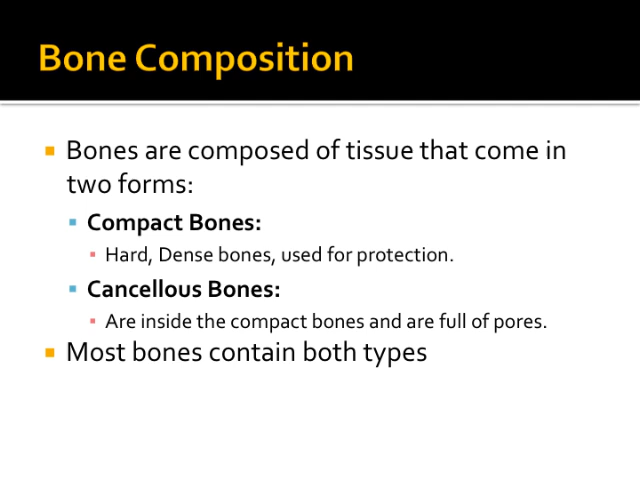 Bone Composition
Bones are composed of tissue that come in
two forms:
Compact Bones:
Hard, Dense bones, used for protection.
Cancellous Bones:
Are inside the compact bones and are full of pores.
Most bones contain both types